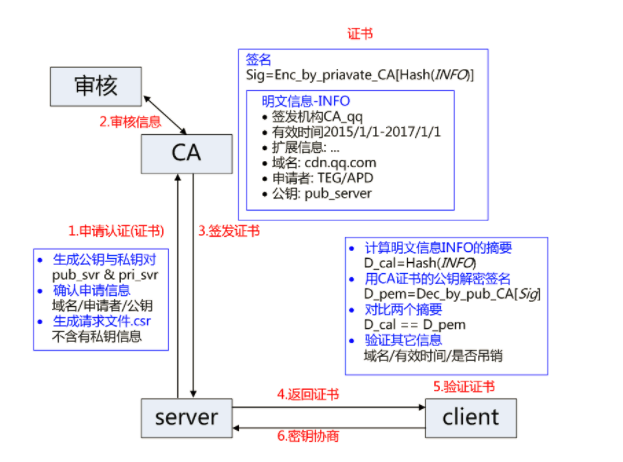 证书
签名
Sig=Enc_by_priavate_CA[Hash(INFO)]
明文信息-INFO
• 签发机构CA_qq
• 有效时间2015/1/1-2017/1/1
• 扩展信息: ...
• 域名: cdn.qq.com
• 申请者: TEG/APD
• 公钥: pub_server
审核
2.审核信息
CA
1.申请认证(证书)
3.签发证书
• 生成公钥与私钥对
pub_svr & pri_svr
• 确认申请信息
域名/申请者/公钥
• 生成请求文件.csr
不含有私钥信息
• 计算明文信息INFO的摘要
D_cal=Hash(INFO)
• 用CA证书的公钥解密签名
D_pem=Dec_by_pub_CA[Sig]
• 对比两个摘要
D_cal == D_pem
• 验证其它信息
域名/有效时间/是否吊销
4.返回证书
5.验证证书
server
client
6.密钥协商